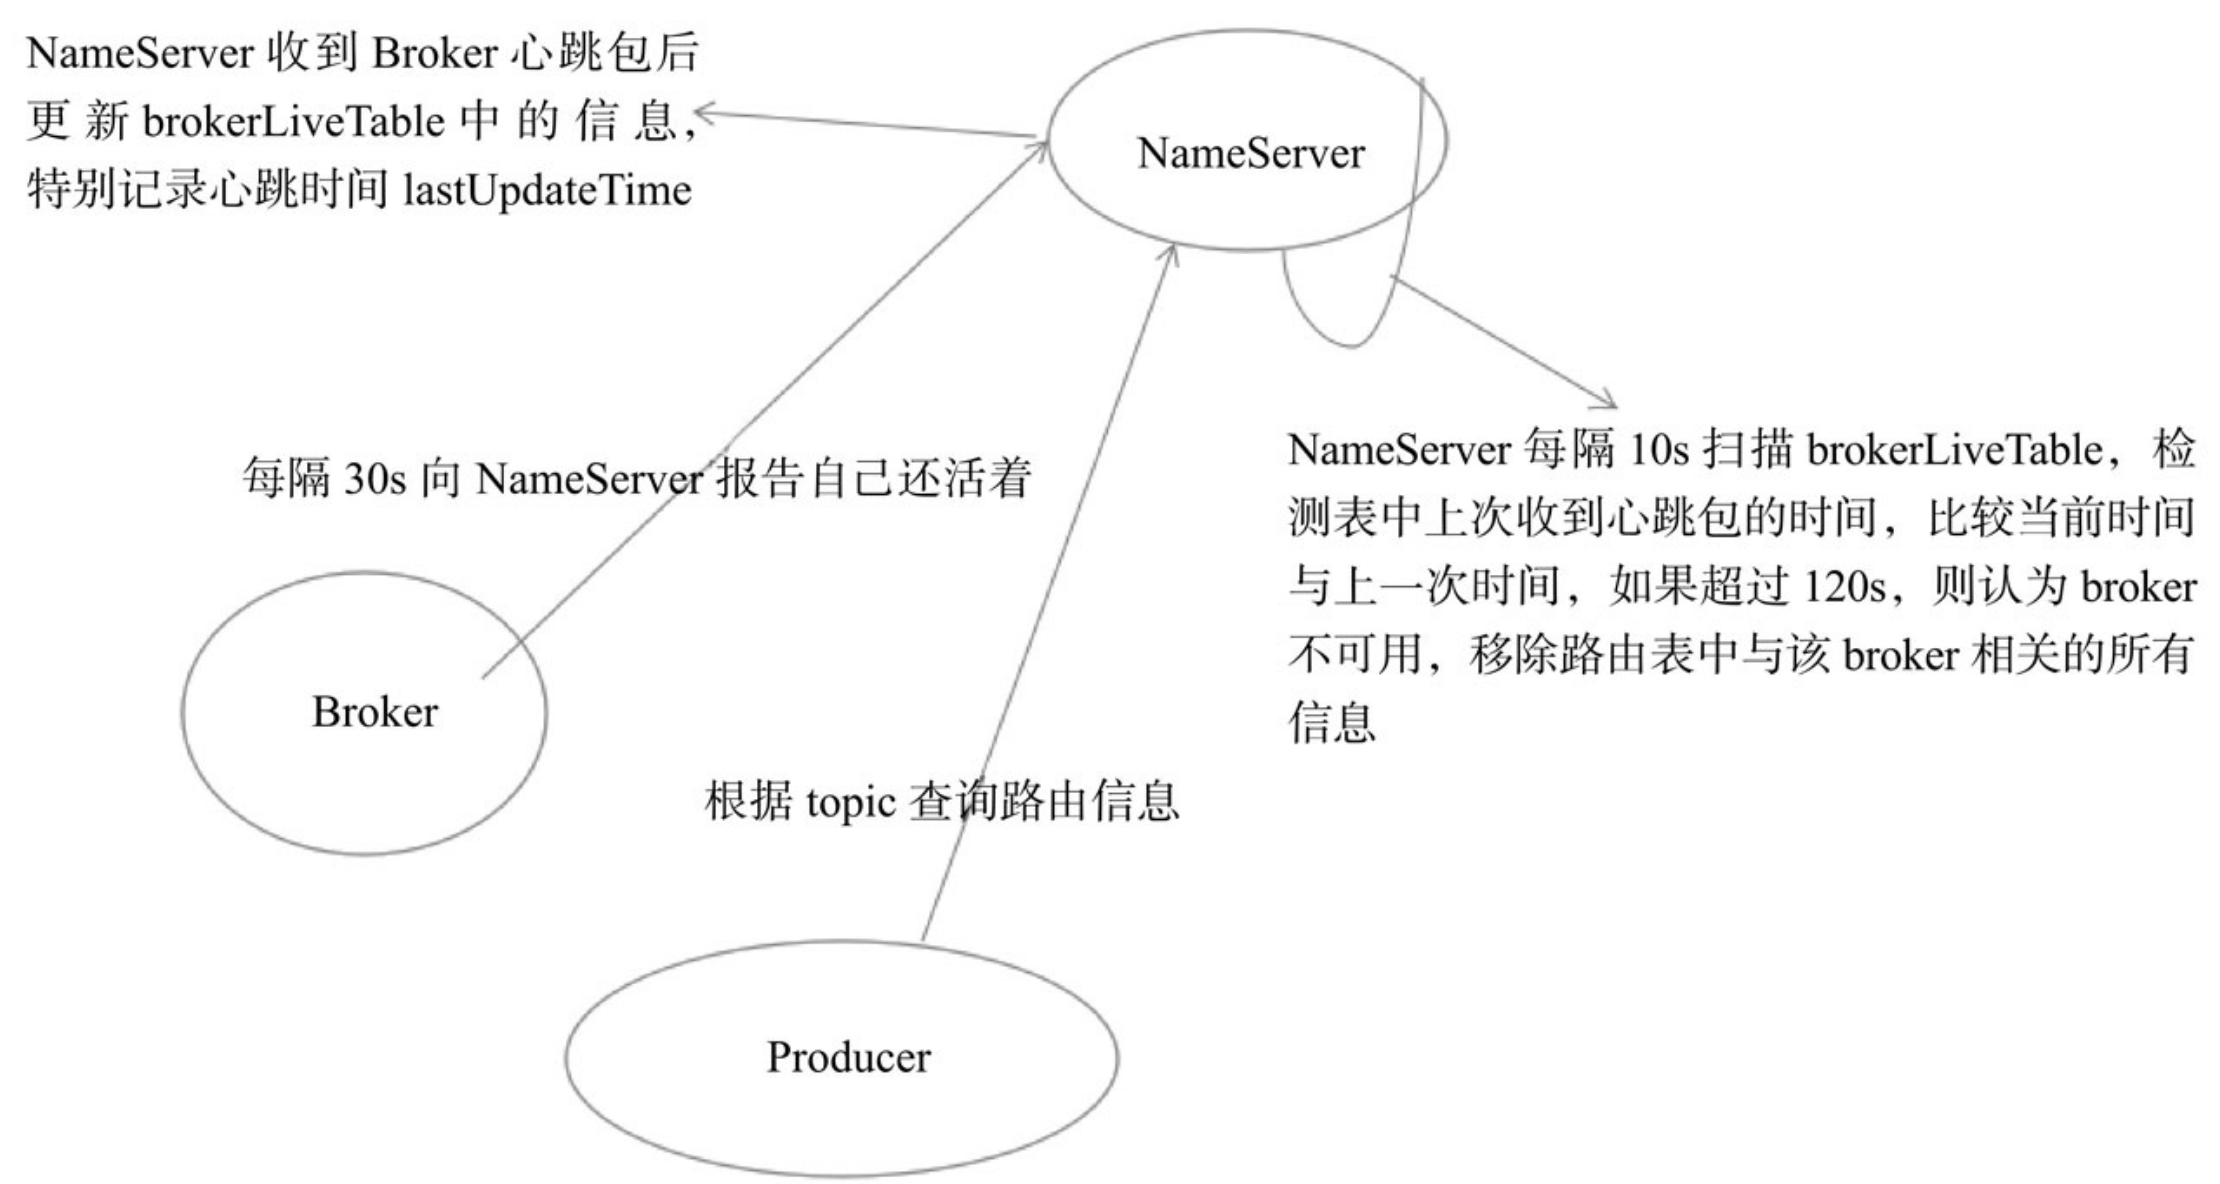 NameServer 收到 Broker 心跳包后
更新 brokerLiveTable 中的信息，
特别记录心跳时间 lastUpdateTime
NameServer
每隔 30s 向 NameServer 报告自己还活着
NameServer 每隔 10s 扫描 brokerLiveTable，检
测表中上次收到心跳包的时间，比较当前时间
与上一次时间，如果超过 120s，则认为 broker
不可用，移除路由表中与该 broker 相关的所有
信息
Broker
根据 topic 查询路由信息
Producer